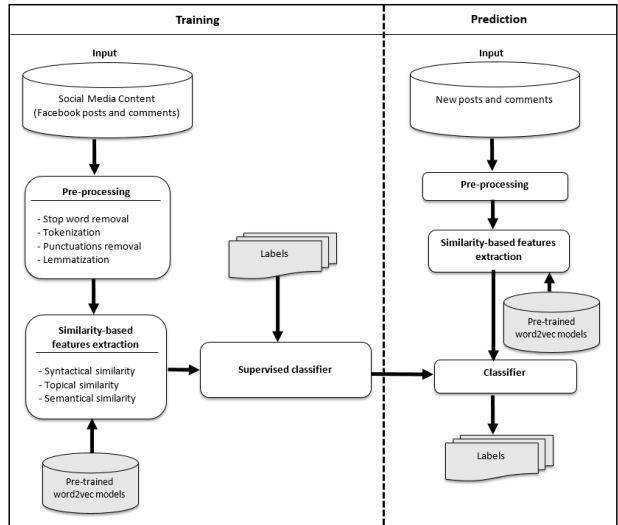 Training
Input
Social Media Content
(Facebook posts and comments)
Pre-processing
- Stop word removal
- Tokenization
- Punctuations removal
- Lemmatization
Similarity-based
features extraction
- Syntactical similarity
- Topical similarity
- Semantical similarity
Pre-trained
word2vec models
Labels
Supervised classifier
Prediction
Input
New posts and comments
Pre-processing
Similarity-based features
extraction
Pre-trained
word2vec models
Classifier
Labels